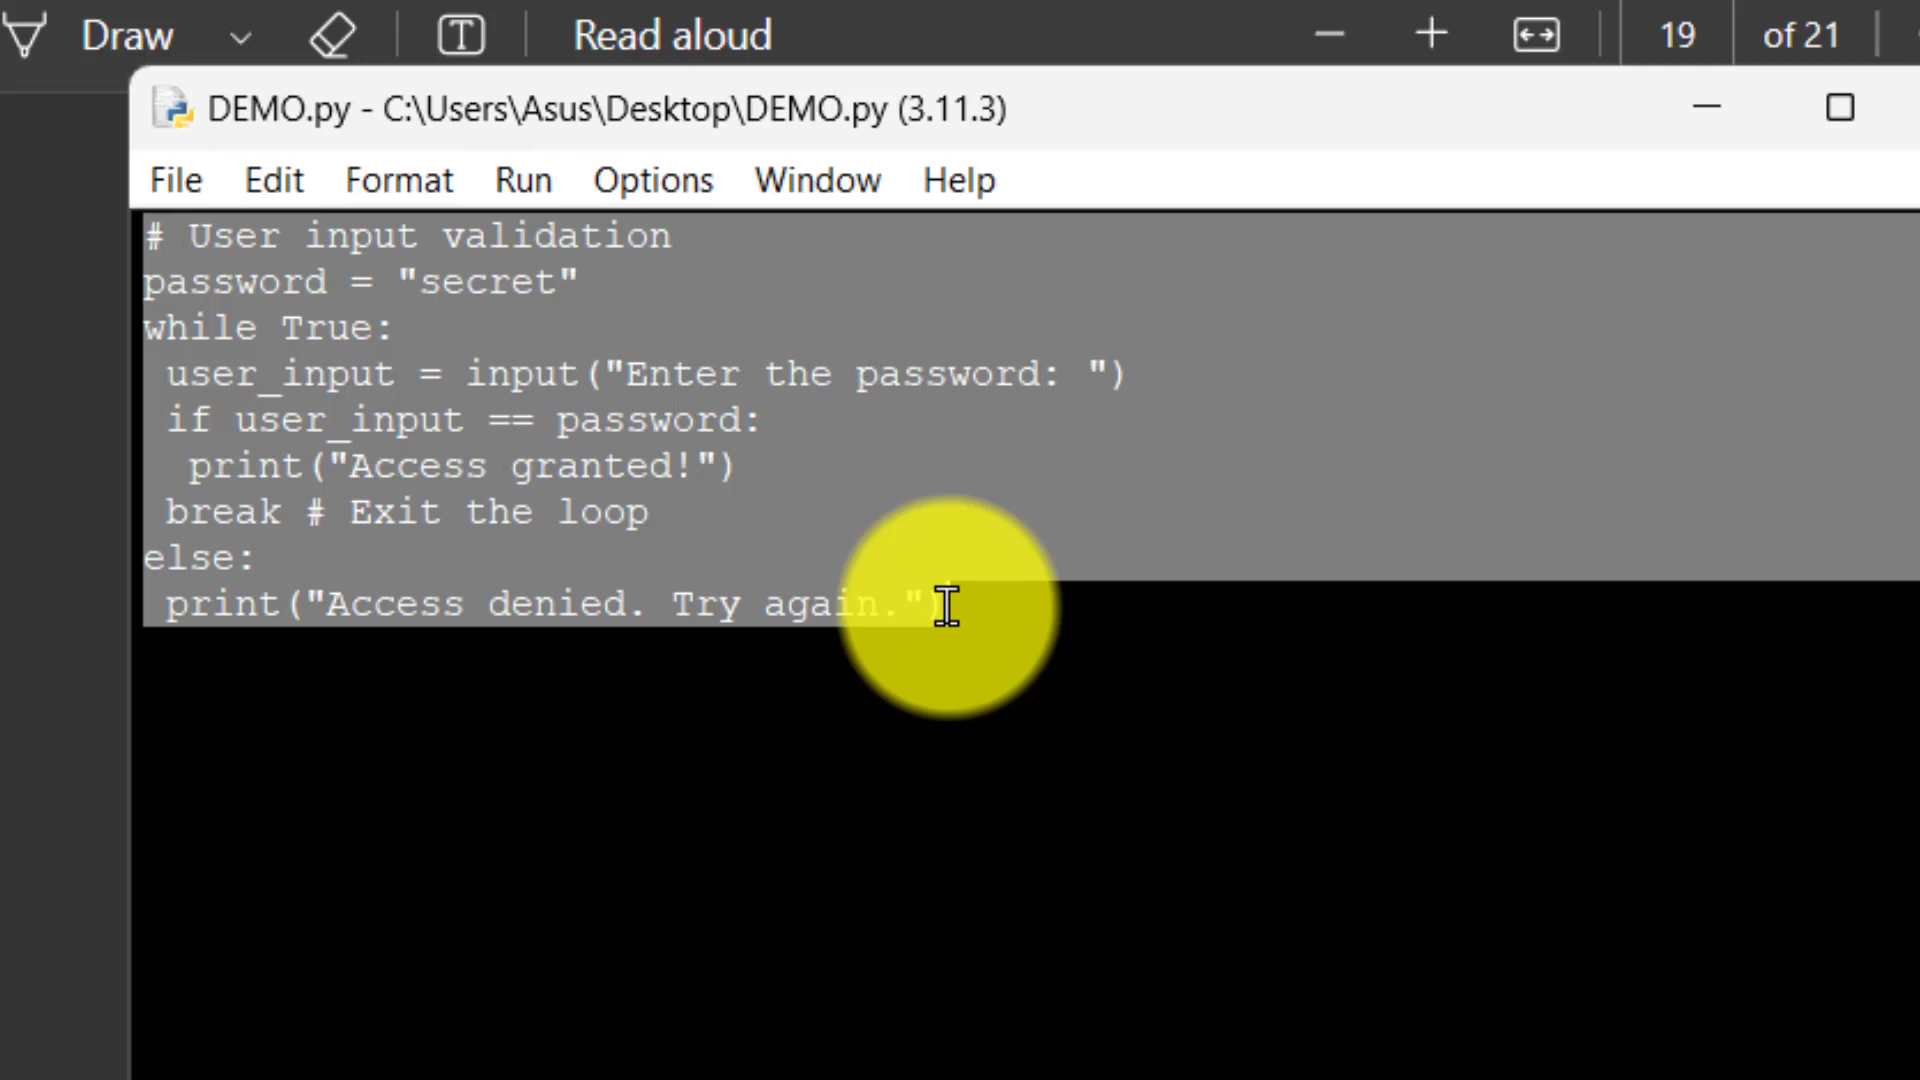 Draw Read aloud 19 of 21
DEMO.py - C:\Users\Asus\Desktop\DEMO.py (3.11.3)
File Edit Format Run Options Window Help
# User input validation
password = "secret"
while True:
 user_input = input("Enter the password: ")
 if user_input == password:
  print("Access granted!")
 break # Exit the loop
else:
 print("Access denied. Try again.")